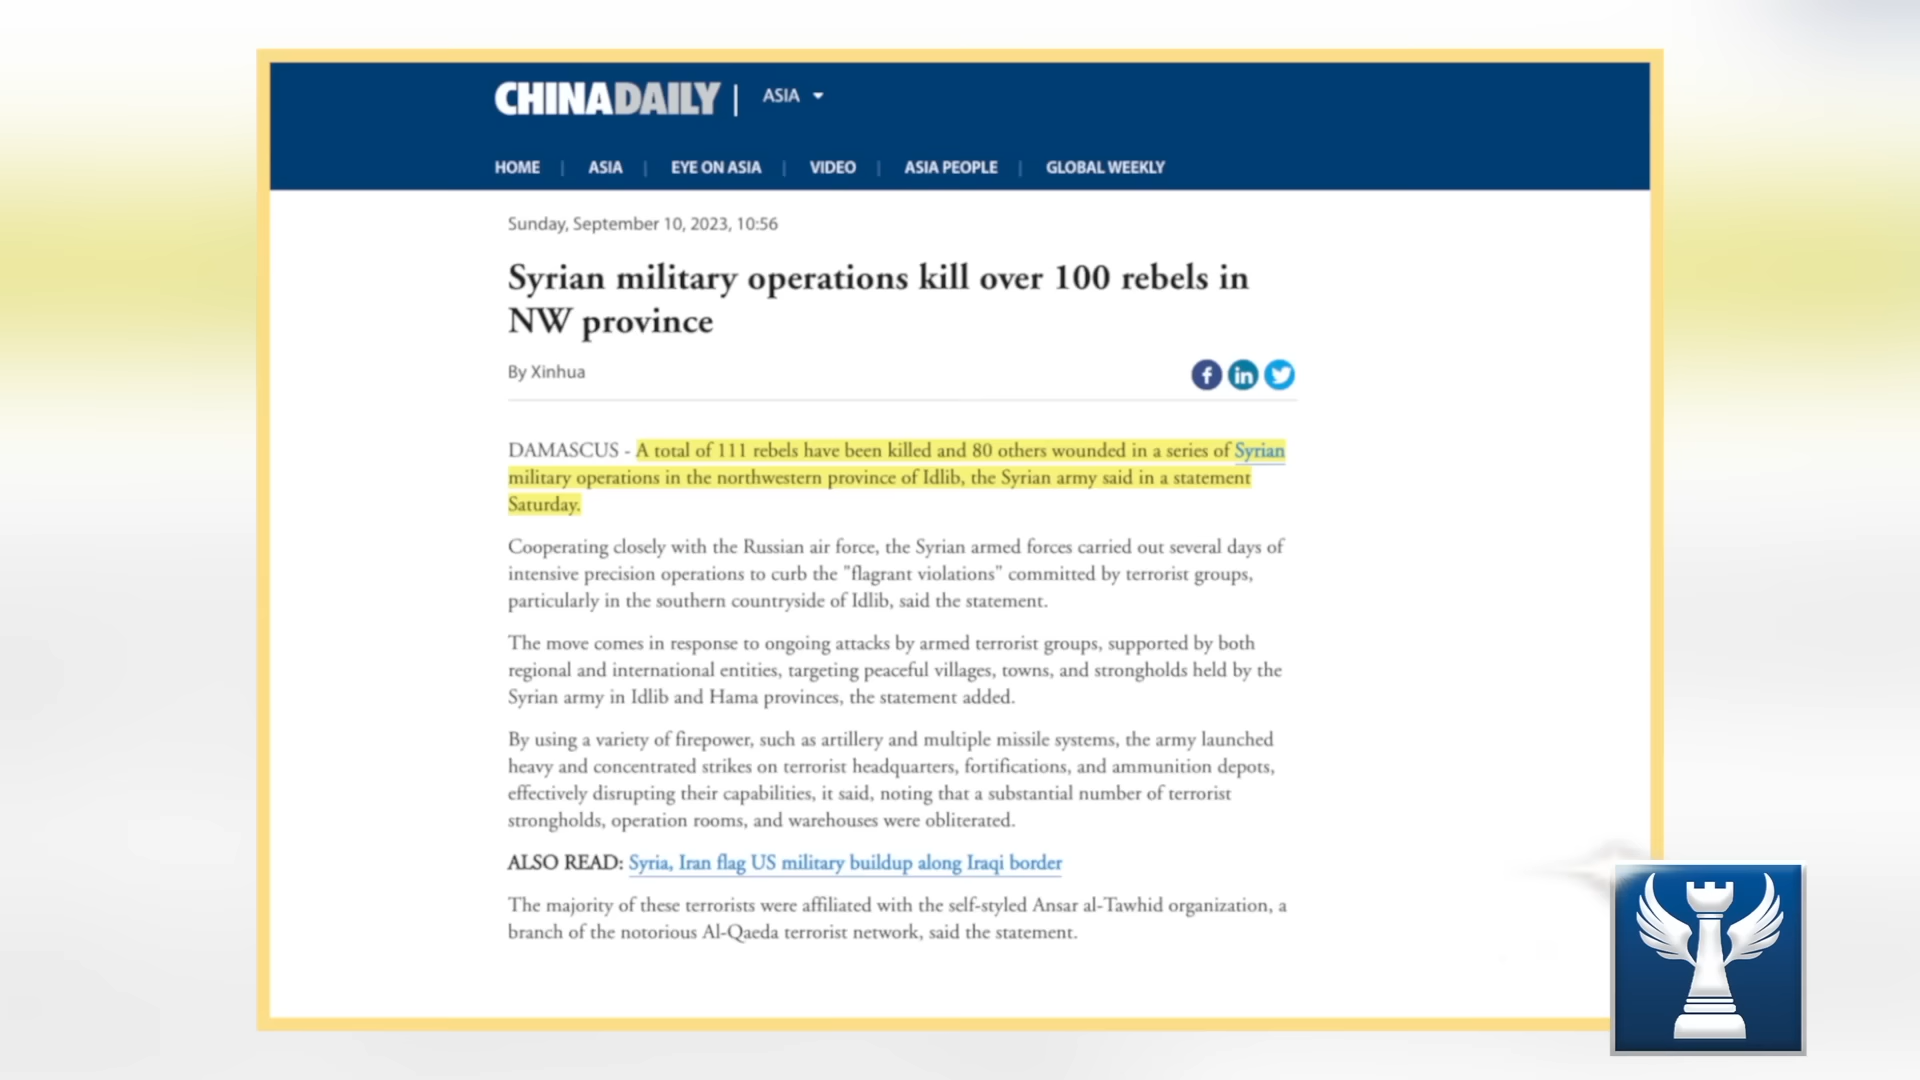 CHINADAILY | ASIA
HOME | ASIA | EYE ON ASIA | VIDEO | ASIA PEOPLE | GLOBAL WEEKLY
Sunday, September 10, 2023, 10:56
Syrian military operations kill over 100 rebels in
NW province
By Xinhua
DAMASCUS - A total of 111 rebels have been killed and 80 others wounded in a series of Syrian
military operations in the northwestern province of Idlib, the Syrian army said in a statement
Saturday.
Cooperating closely with the Russian air force, the Syrian armed forces carried out several days of
intensive precision operations to curb the "flagrant violations" committed by terrorist groups,
particularly in the southern countryside of Idlib, said the statement.
The move comes in response to ongoing attacks by armed terrorist groups, supported by both
regional and international entities, targeting peaceful villages, towns, and strongholds held by the
Syrian army in Idlib and Hama provinces, the statement added.
By using a variety of firepower, such as artillery and multiple missile systems, the army launched
heavy and concentrated strikes on terrorist headquarters, fortifications, and ammunition depots,
effectively disrupting their capabilities, it said, noting that a substantial number of terrorist
strongholds, operation rooms, and warehouses were obliterated.
ALSO READ: Syria, Iran flag US military buildup along Iraqi border
The majority of these terrorists were affiliated with the self-styled Ansar al-Tawhid organization, a
branch of the notorious Al-Qaeda terrorist network, said the statement.